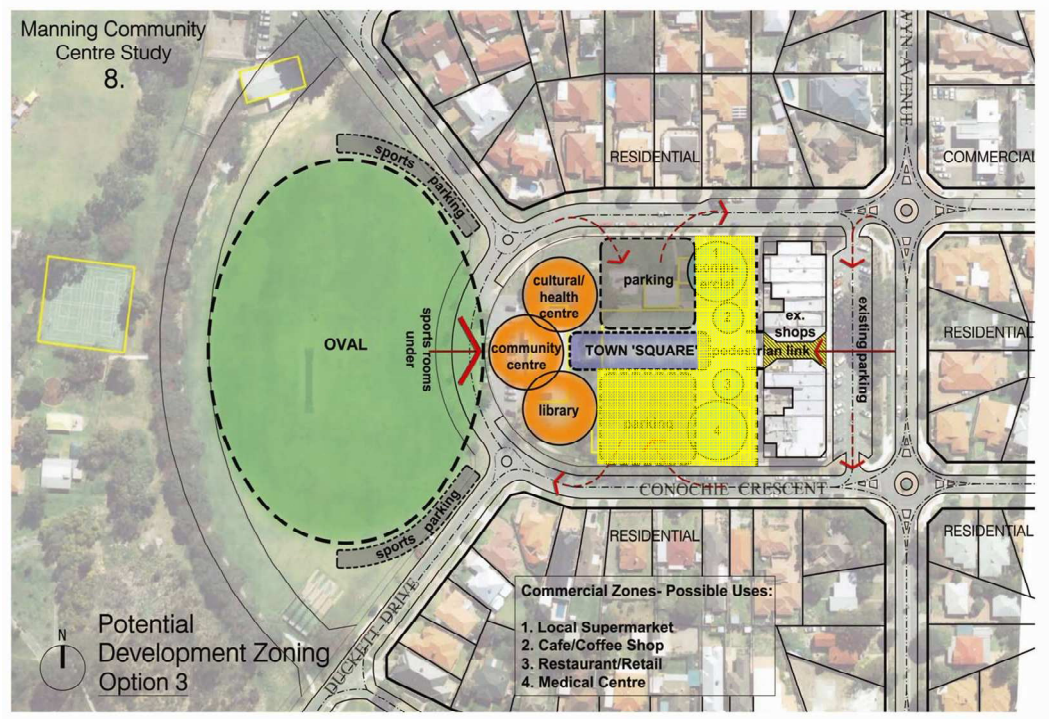 Manning Community
Centre Study
8.
WYN AVENUE
RESIDENTIAL
COMMERCIAL
sports parking
cultural/
health
centre
parking
1
2
ex.
shops
existing parking
RESIDENTIAL
OVAL
sports rooms
under
community
centre
TOWN 'SQUARE'
pedestrian link
library
3
parking
4
CONOCHIE CRESCENT
sports parking
RESIDENTIAL
RESIDENTIAL
DUCKETT DRIVE
Commercial Zones- Possible Uses:
1. Local Supermarket
2. Cafe/Coffee Shop
3. Restaurant/Retail
4. Medical Centre
N
Potential
Development Zoning
Option 3